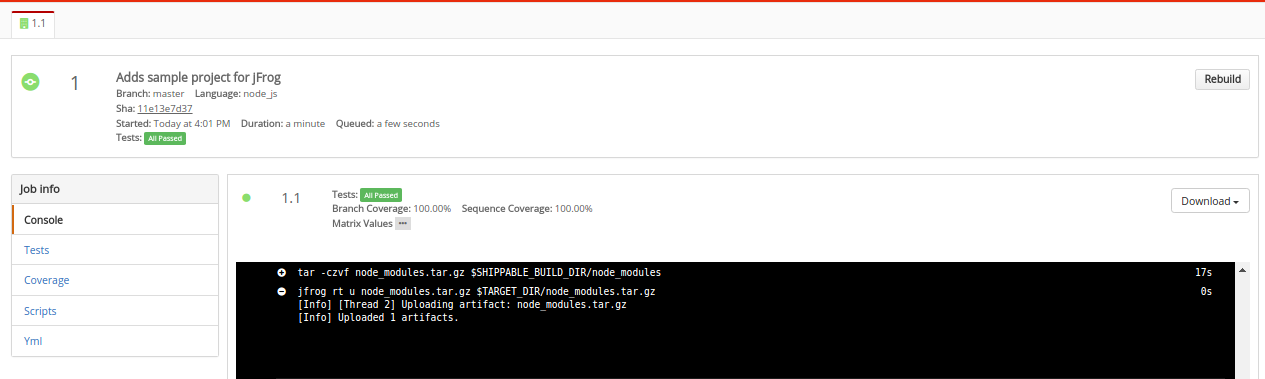 1.1
1
Adds sample project for jFrog
Rebuild
Branch: master Language: node_js
Sha: 11e13e7d37
Started: Today at 4:01 PM Duration: a minute Queued: a few seconds
Tests: All Passed
Job info
Console
Tests
Coverage
Scripts
Yml
1.1
Tests: All Passed
Branch Coverage: 100.00% Sequence Coverage: 100.00%
Matrix Values •••
Download
tar -czvf node_modules.tar.gz $SHIPPABLE_BUILD_DIR/node_modules 17s
jfrog rt u node_modules.tar.gz $TARGET_DIR/node_modules.tar.gz 0s
[Info] [Thread 2] Uploading artifact: node_modules.tar.gz
[Info] Uploaded 1 artifacts.